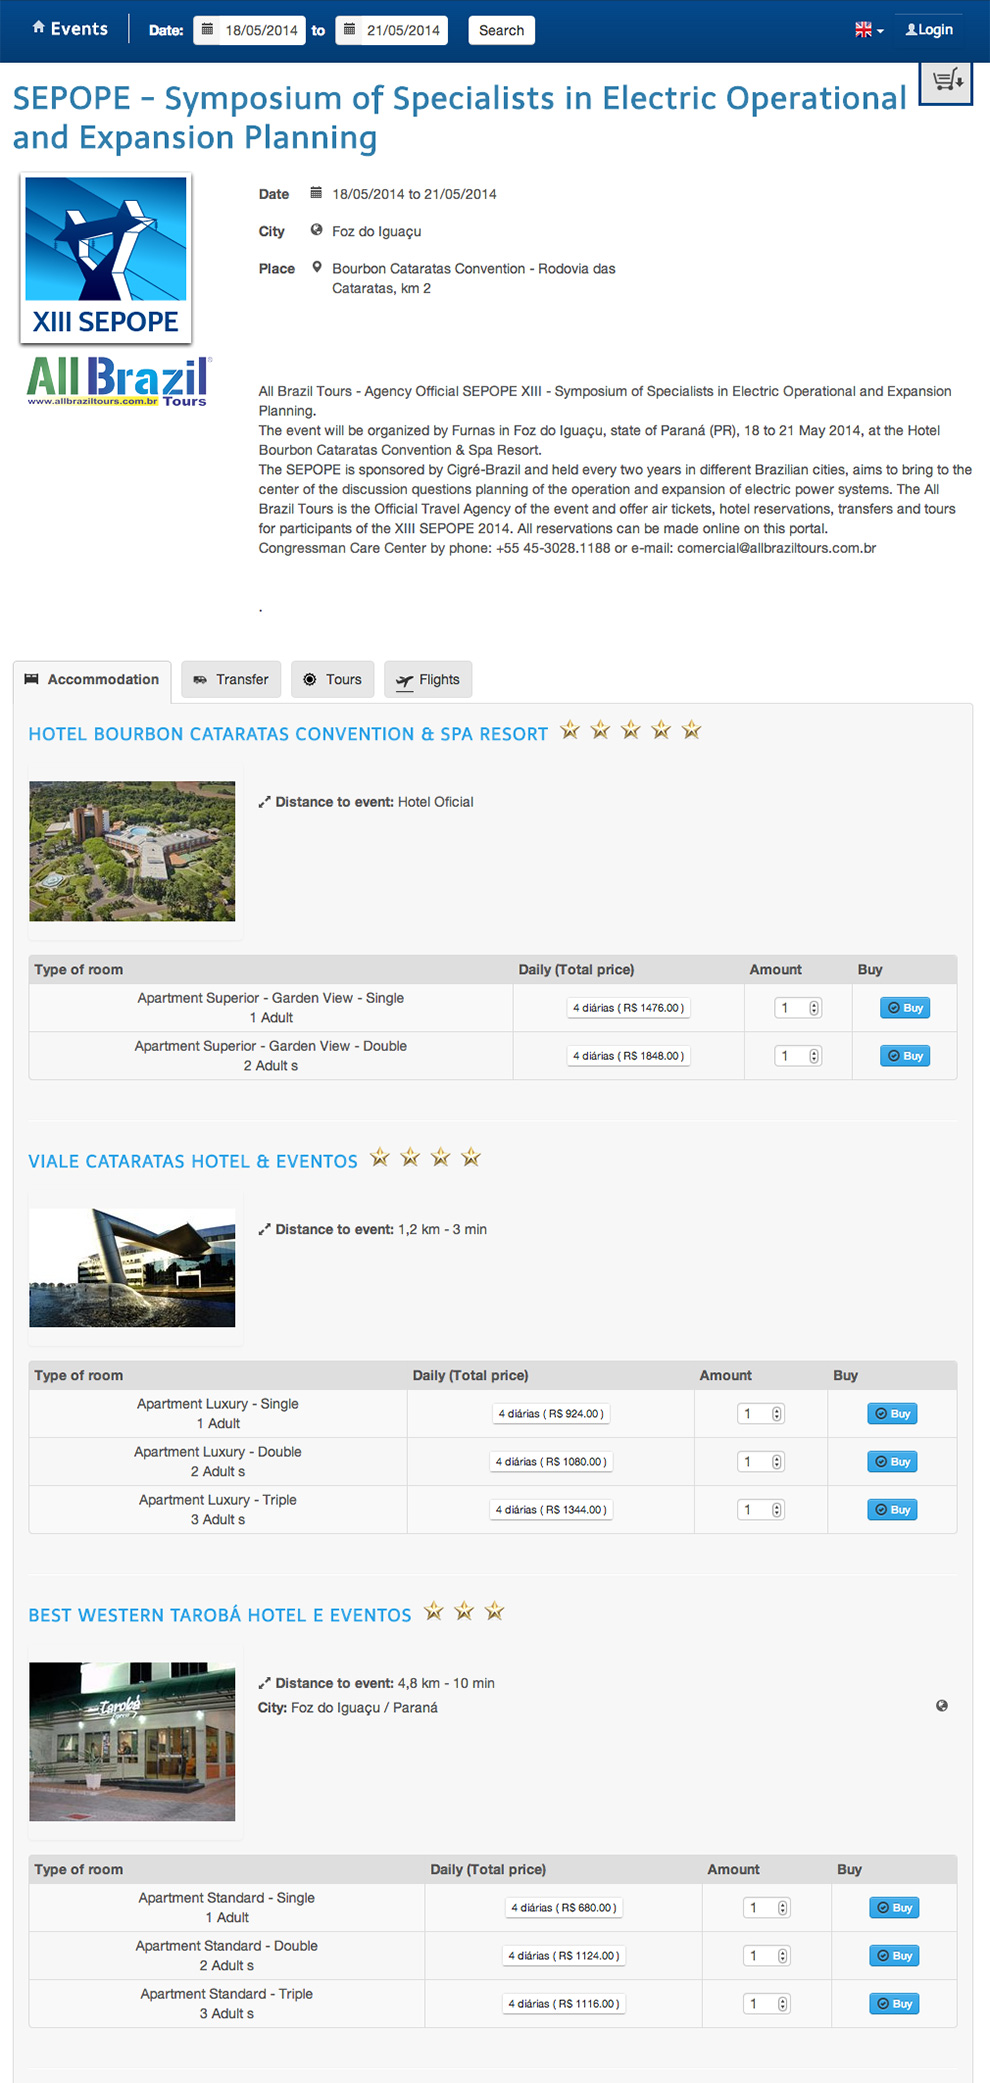 Events
Date: 18/05/2014 to 21/05/2014 Search
Login
SEPOPE - Symposium of Specialists in Electric Operational
and Expansion Planning
XIII SEPOPE
All Brazil
www.allbraziltours.com.br Tours
Date 18/05/2014 to 21/05/2014
City Foz do Iguaçu
Place Bourbon Cataratas Convention - Rodovia das
Cataratas, km 2
All Brazil Tours - Agency Official SEPOPE XIII - Symposium of Specialists in Electric Operational and Expansion
Planning.
The event will be organized by Furnas in Foz do Iguaçu, state of Paraná (PR), 18 to 21 May 2014, at the Hotel
Bourbon Cataratas Convention & Spa Resort.
The SEPOPE is sponsored by Cigré-Brazil and held every two years in different Brazilian cities, aims to bring to the
center of the discussion questions planning of the operation and expansion of electric power systems. The All
Brazil Tours is the Official Travel Agency of the event and offer air tickets, hotel reservations, transfers and tours
for participants of the XIII SEPOPE 2014. All reservations can be made online on this portal.
Congressman Care Center by phone: +55 45-3028.1188 or e-mail: comercial@allbraziltours.com.br
.
Accommodation Transfer Tours Flights
HOTEL BOURBON CATARATAS CONVENTION & SPA RESORT
Distance to event: Hotel Oficial
Type of room Daily (Total price) Amount Buy
Apartment Superior - Garden View - Single
1 Adult
4 diárias ( R$ 1476.00 ) 1 Buy
Apartment Superior - Garden View - Double
2 Adult s
4 diárias ( R$ 1848.00 ) 1 Buy
VIALE CATARATAS HOTEL & EVENTOS
Distance to event: 1,2 km - 3 min
Type of room Daily (Total price) Amount Buy
Apartment Luxury - Single
1 Adult
4 diárias ( R$ 924.00 ) 1 Buy
Apartment Luxury - Double
2 Adult s
4 diárias ( R$ 1080.00 ) 1 Buy
Apartment Luxury - Triple
3 Adult s
4 diárias ( R$ 1344.00 ) 1 Buy
BEST WESTERN TAROBÁ HOTEL E EVENTOS
Tarobá
Distance to event: 4,8 km - 10 min
City: Foz do Iguaçu / Paraná
Type of room Daily (Total price) Amount Buy
Apartment Standard - Single
1 Adult
4 diárias ( R$ 680.00 ) 1 Buy
Apartment Standard - Double
2 Adult s
4 diárias ( R$ 1124.00 ) 1 Buy
Apartment Standard - Triple
3 Adult s
4 diárias ( R$ 1116.00 ) 1 Buy